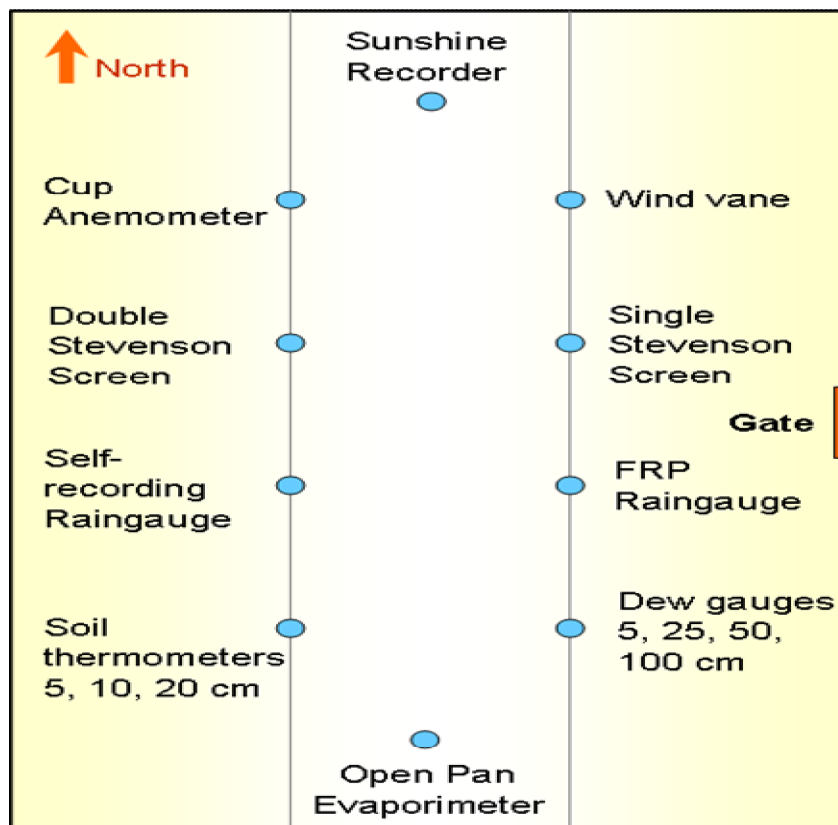 North
Sunshine
Recorder
Cup
Anemometer
Wind vane
Double
Stevenson
Screen
Single
Stevenson
Screen
Gate
Self-
recording
Raingauge
FRP
Raingauge
Soil
thermometers
5, 10, 20 cm
Dew gauges
5, 25, 50,
100 cm
Open Pan
Evaporimeter